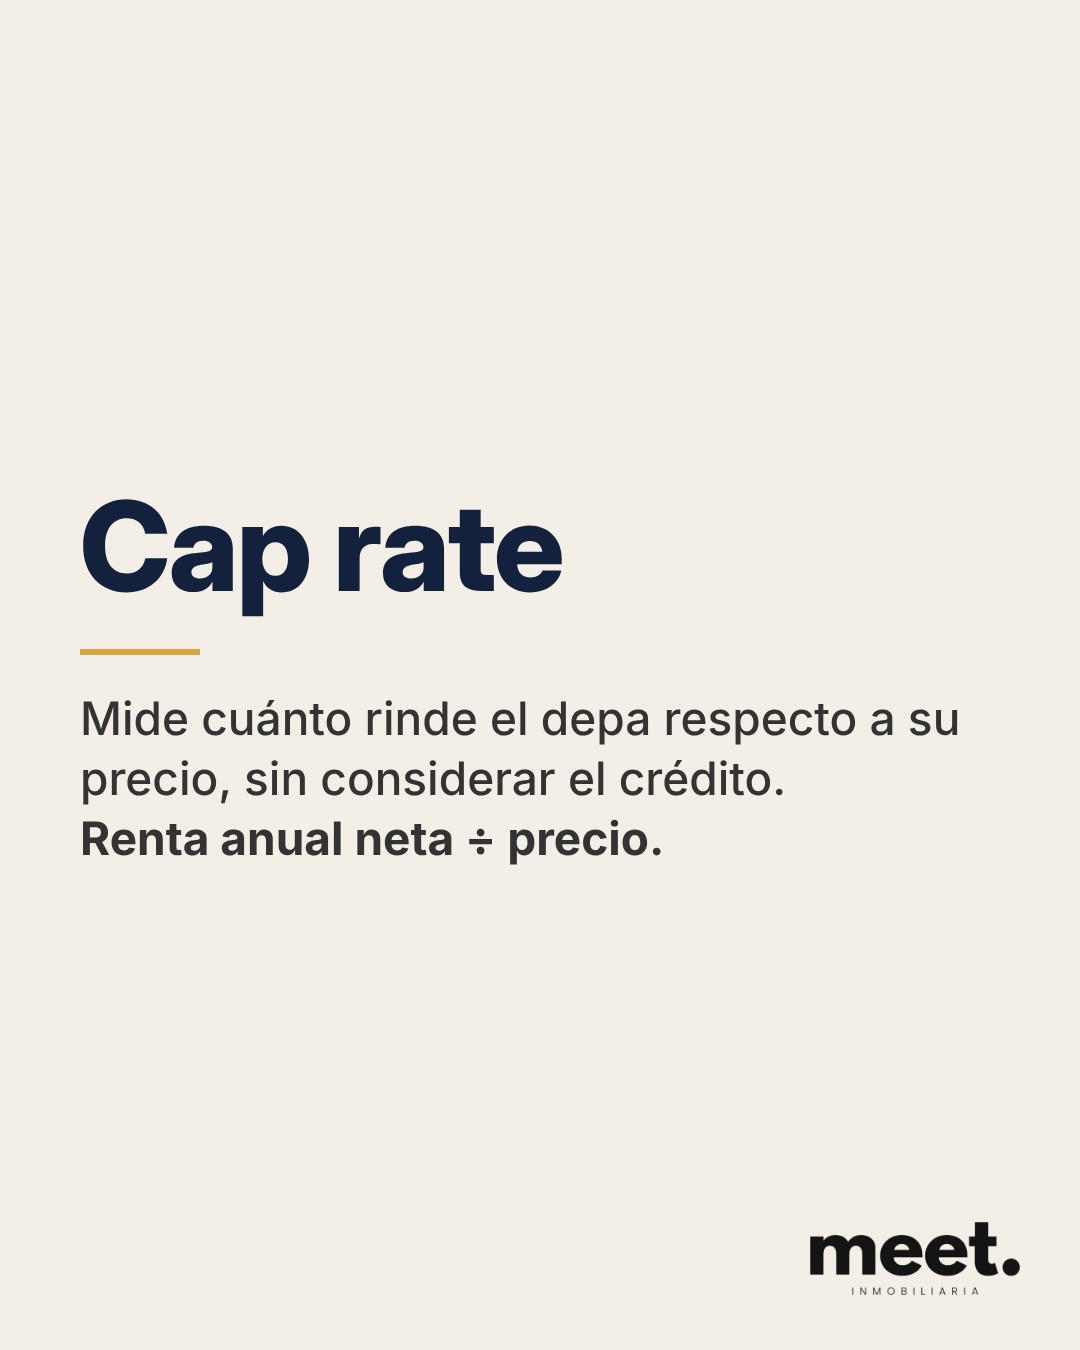 Cap rate
Mide cuánto rinde el depa respecto a su
precio, sin considerar el crédito.
Renta anual neta ÷ precio.
meet.
INMOBILIARIA